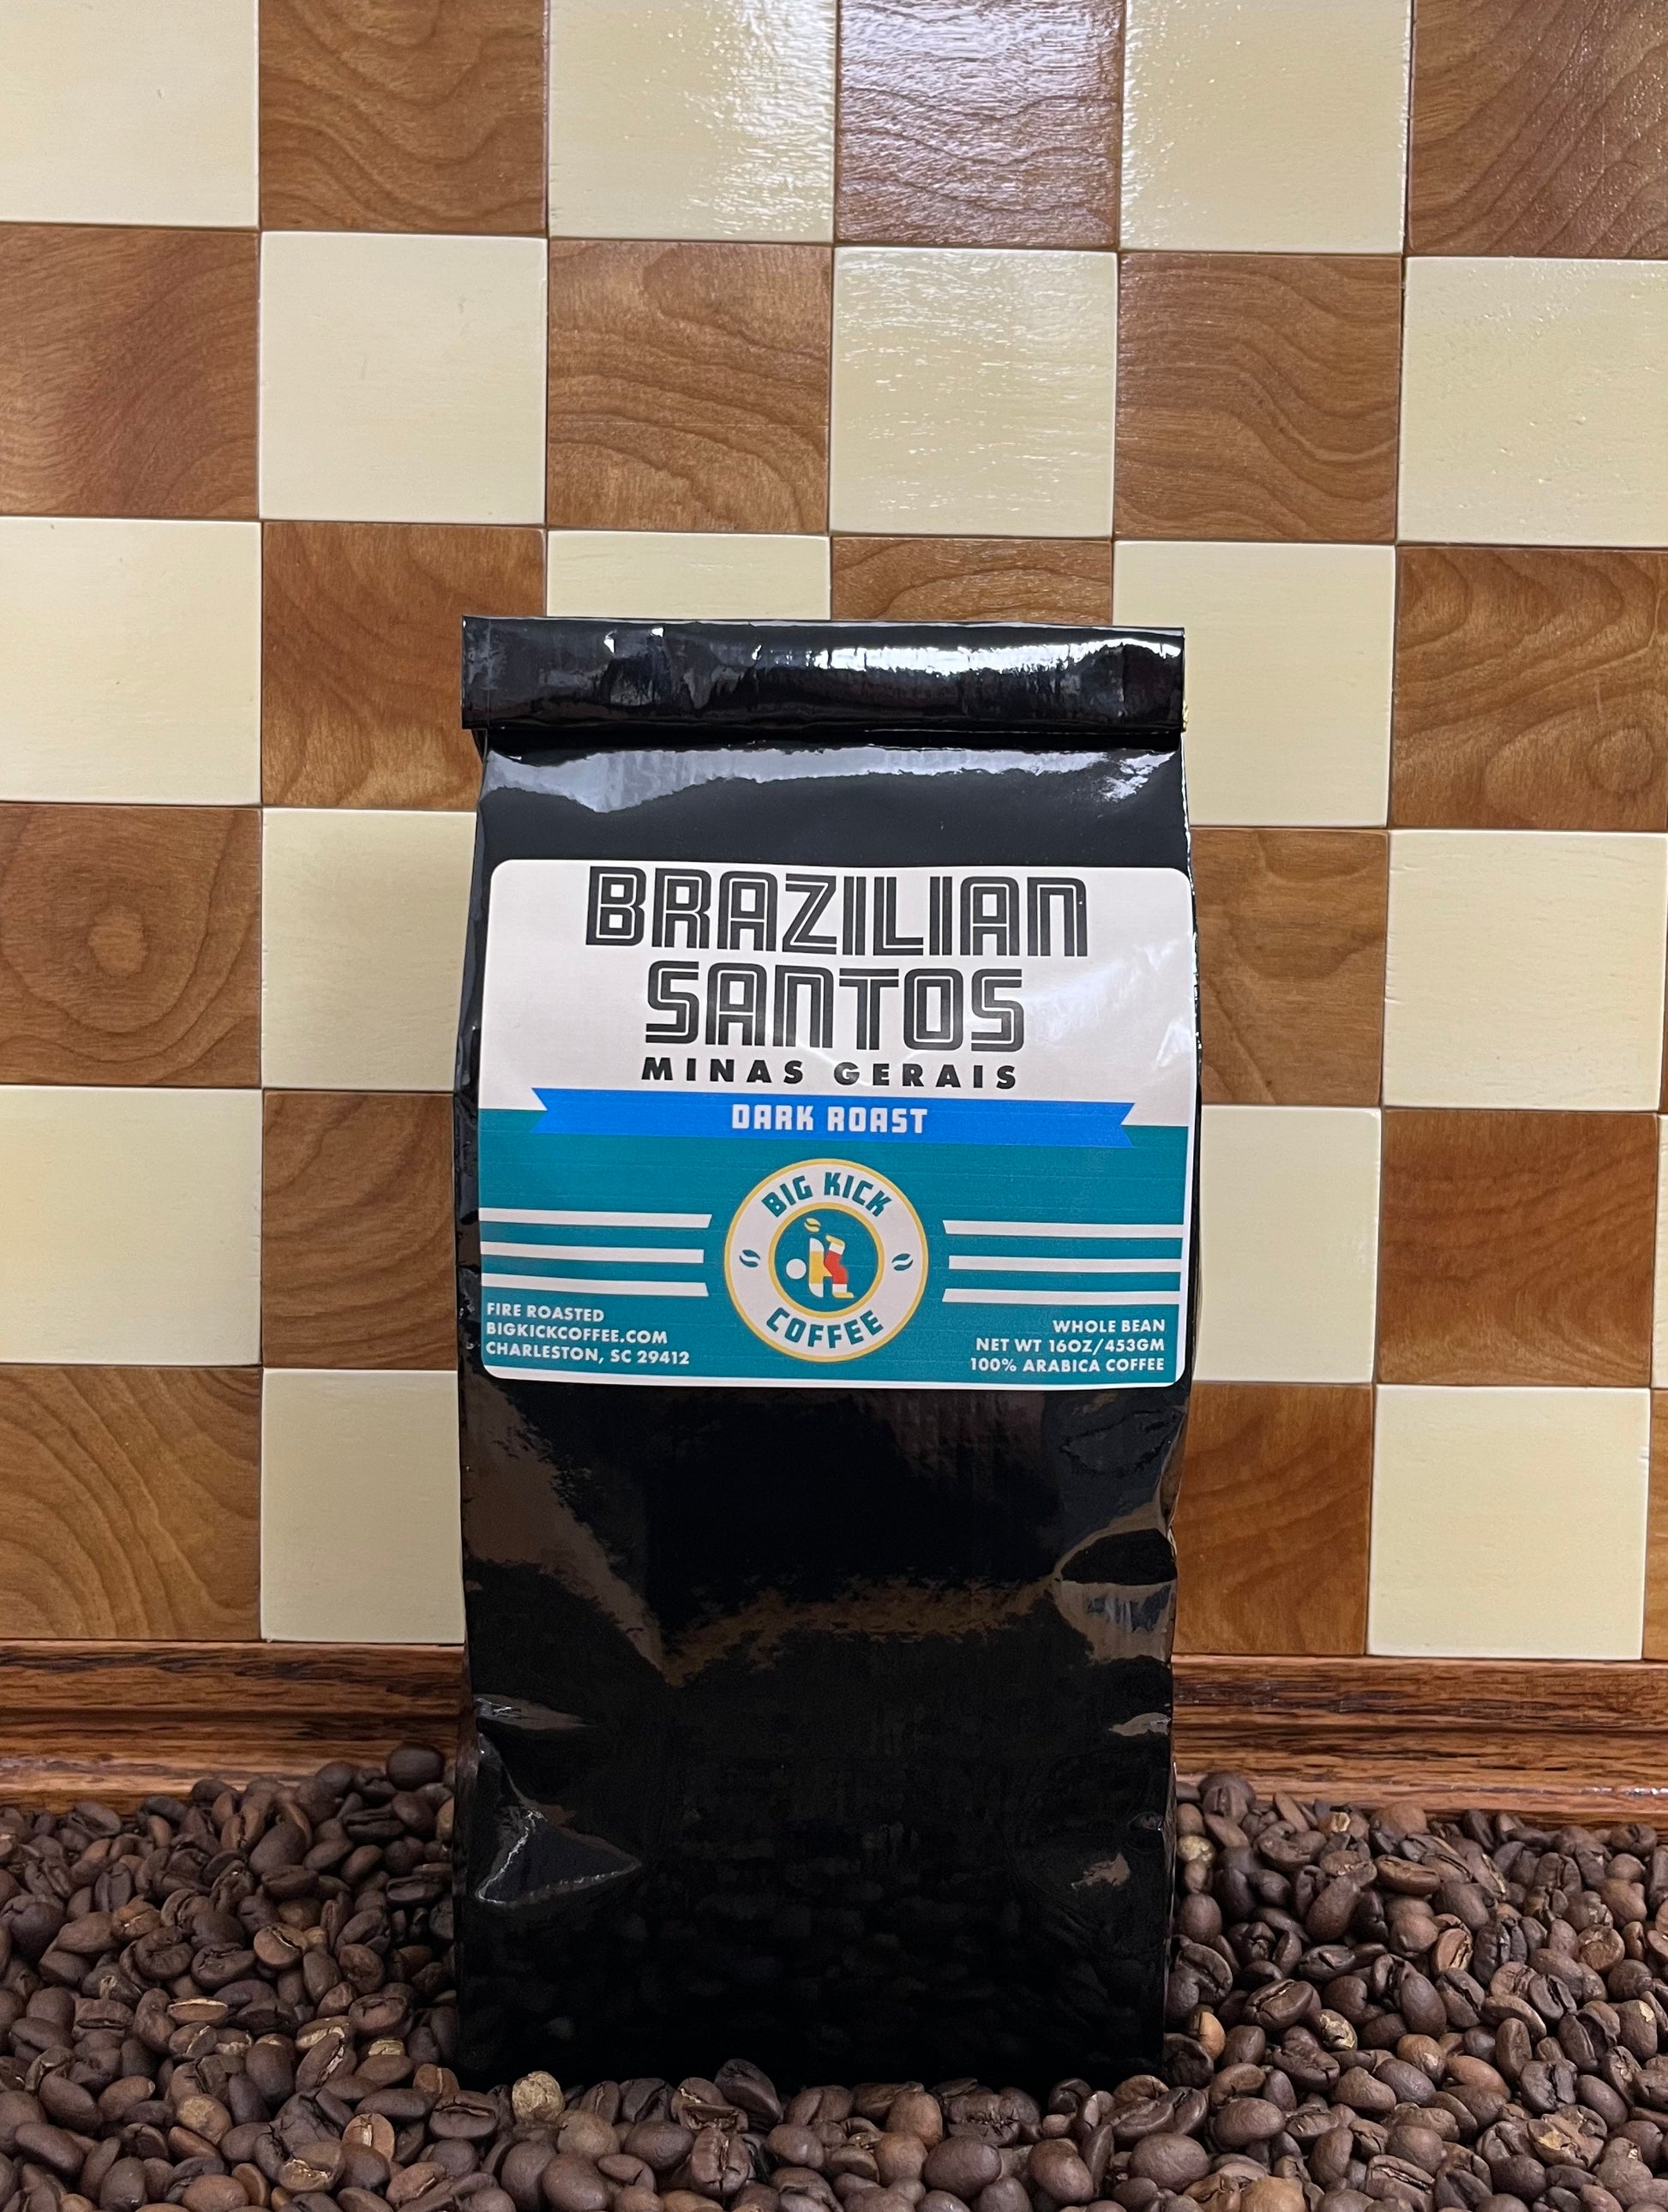 BRAZILIAN
SANTOS
MINAS GERAIS
DARK ROAST
BIG KICK
COFFEE
FIRE ROASTED
BIGKICKCOFFEE.COM
CHARLESTON, SC 29412
WHOLE BEAN
NET WT 16OZ/453GM
100% ARABICA COFFEE